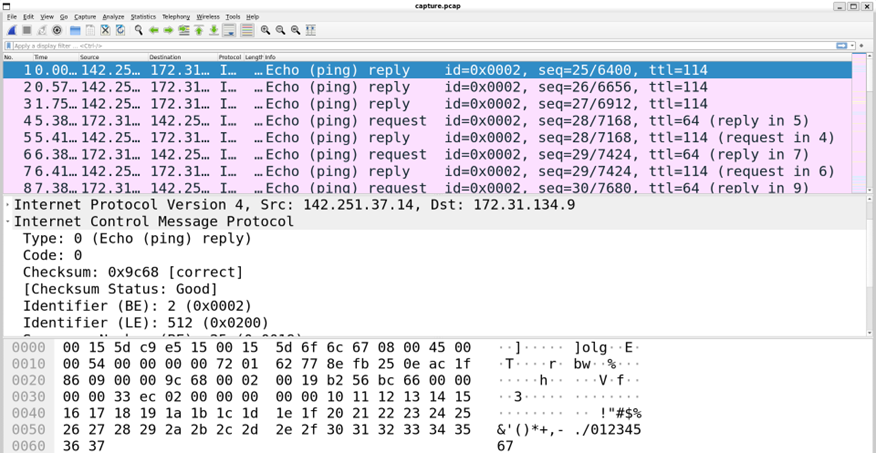 capture.pcap
File Edit View Go Capture Analyze Statistics Telephony Wireless Tools Help
Apply a display filter ... <Ctrl-/>
No. Time Source Destination Protocol Length Info
1 0.00… 142.25… 172.31… I… …Echo (ping) reply id=0x0002, seq=25/6400, ttl=114
2 0.57… 142.25… 172.31… I… …Echo (ping) reply id=0x0002, seq=26/6656, ttl=114
3 1.75… 142.25… 172.31… I… …Echo (ping) reply id=0x0002, seq=27/6912, ttl=114
4 5.38… 172.31… 142.25… I… …Echo (ping) request id=0x0002, seq=28/7168, ttl=64 (reply in 5)
5 5.41… 142.25… 172.31… I… …Echo (ping) reply id=0x0002, seq=28/7168, ttl=114 (request in 4)
6 6.38… 172.31… 142.25… I… …Echo (ping) request id=0x0002, seq=29/7424, ttl=64 (reply in 7)
7 6.41… 142.25… 172.31… I… …Echo (ping) reply id=0x0002, seq=29/7424, ttl=114 (request in 6)
8 7.38… 172.31… 142.25… I… …Echo (ping) request id=0x0002, seq=30/7680, ttl=64 (reply in 9)
Internet Protocol Version 4, Src: 142.251.37.14, Dst: 172.31.134.9
Internet Control Message Protocol
Type: 0 (Echo (ping) reply)
Code: 0
Checksum: 0x9c68 [correct]
[Checksum Status: Good]
Identifier (BE): 2 (0x0002)
Identifier (LE): 512 (0x0200)
0000 00 15 5d c9 e5 15 00 15 5d 6f 6c 67 08 00 45 00 ··]····· ]olg··E·
0010 00 54 00 00 00 00 72 01 62 77 8e fb 25 0e ac 1f ·T····r· bw··%···
0020 86 09 00 00 9c 68 00 02 00 19 b2 56 bc 66 00 00 ·····h·· ···V·f··
0030 00 00 33 ec 02 00 00 00 00 00 10 11 12 13 14 15 ··3····· ········
0040 16 17 18 19 1a 1b 1c 1d 1e 1f 20 21 22 23 24 25 ········ ·· !"#$%
0050 26 27 28 29 2a 2b 2c 2d 2e 2f 30 31 32 33 34 35 &'()*+,- ./012345
0060 36 37 67